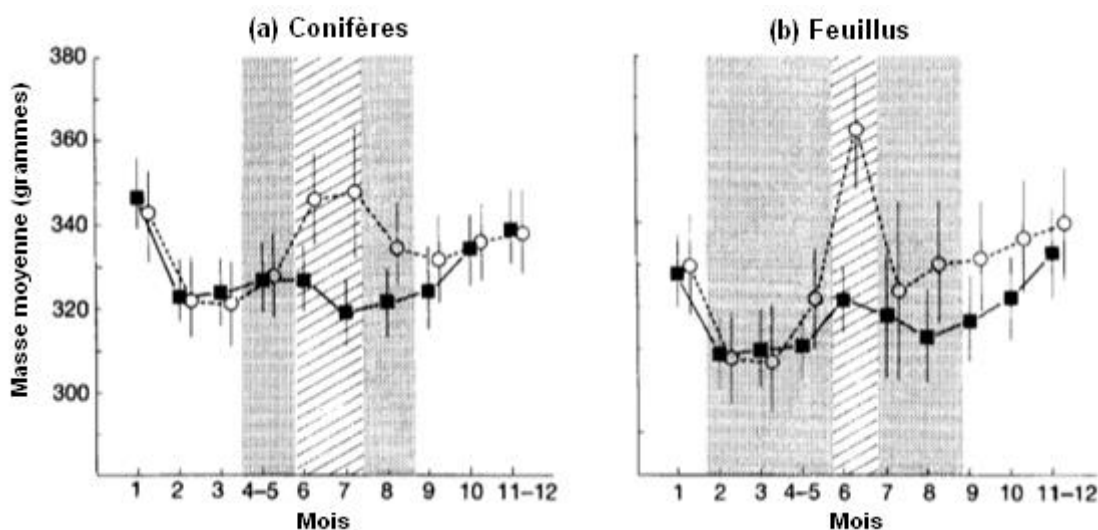 (a) Conifères
(b) Feuillus
Masse moyenne (grammes)
380
360
340
320
300
1 2 3 4–5 6 7 8 9 10 11–12
Mois
1 2 3 4–5 6 7 8 9 10 11–12
Mois